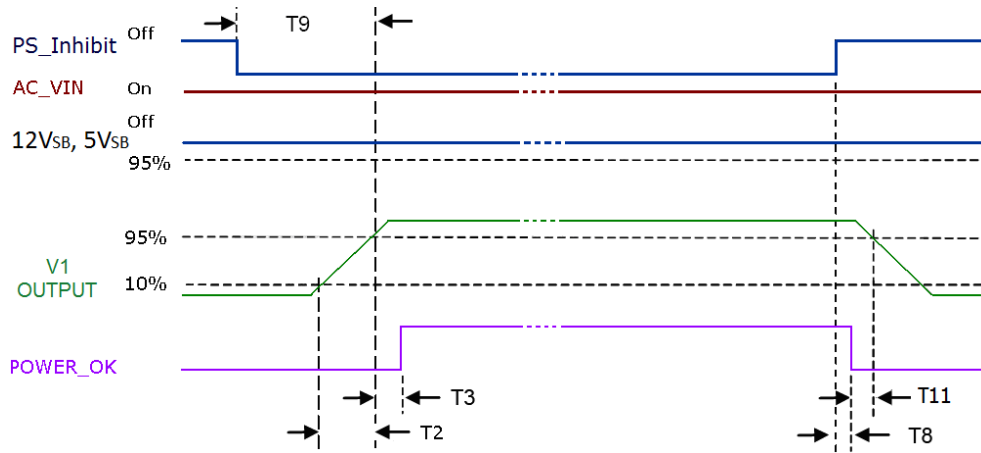 T9
Off
PS_Inhibit
AC_VIN On
Off
12VSB, 5VSB
95%
95%
V1
OUTPUT
10%
POWER_OK
T3
T11
T2
T8